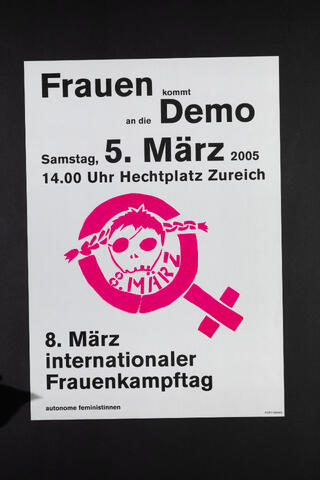 Frauen kommt
an die Demo
Samstag, 5. März 2005
14.00 Uhr Hechtplatz Zureich
8. MÄRZ
8. März
internationaler
Frauenkampftag
autonome feministinnen